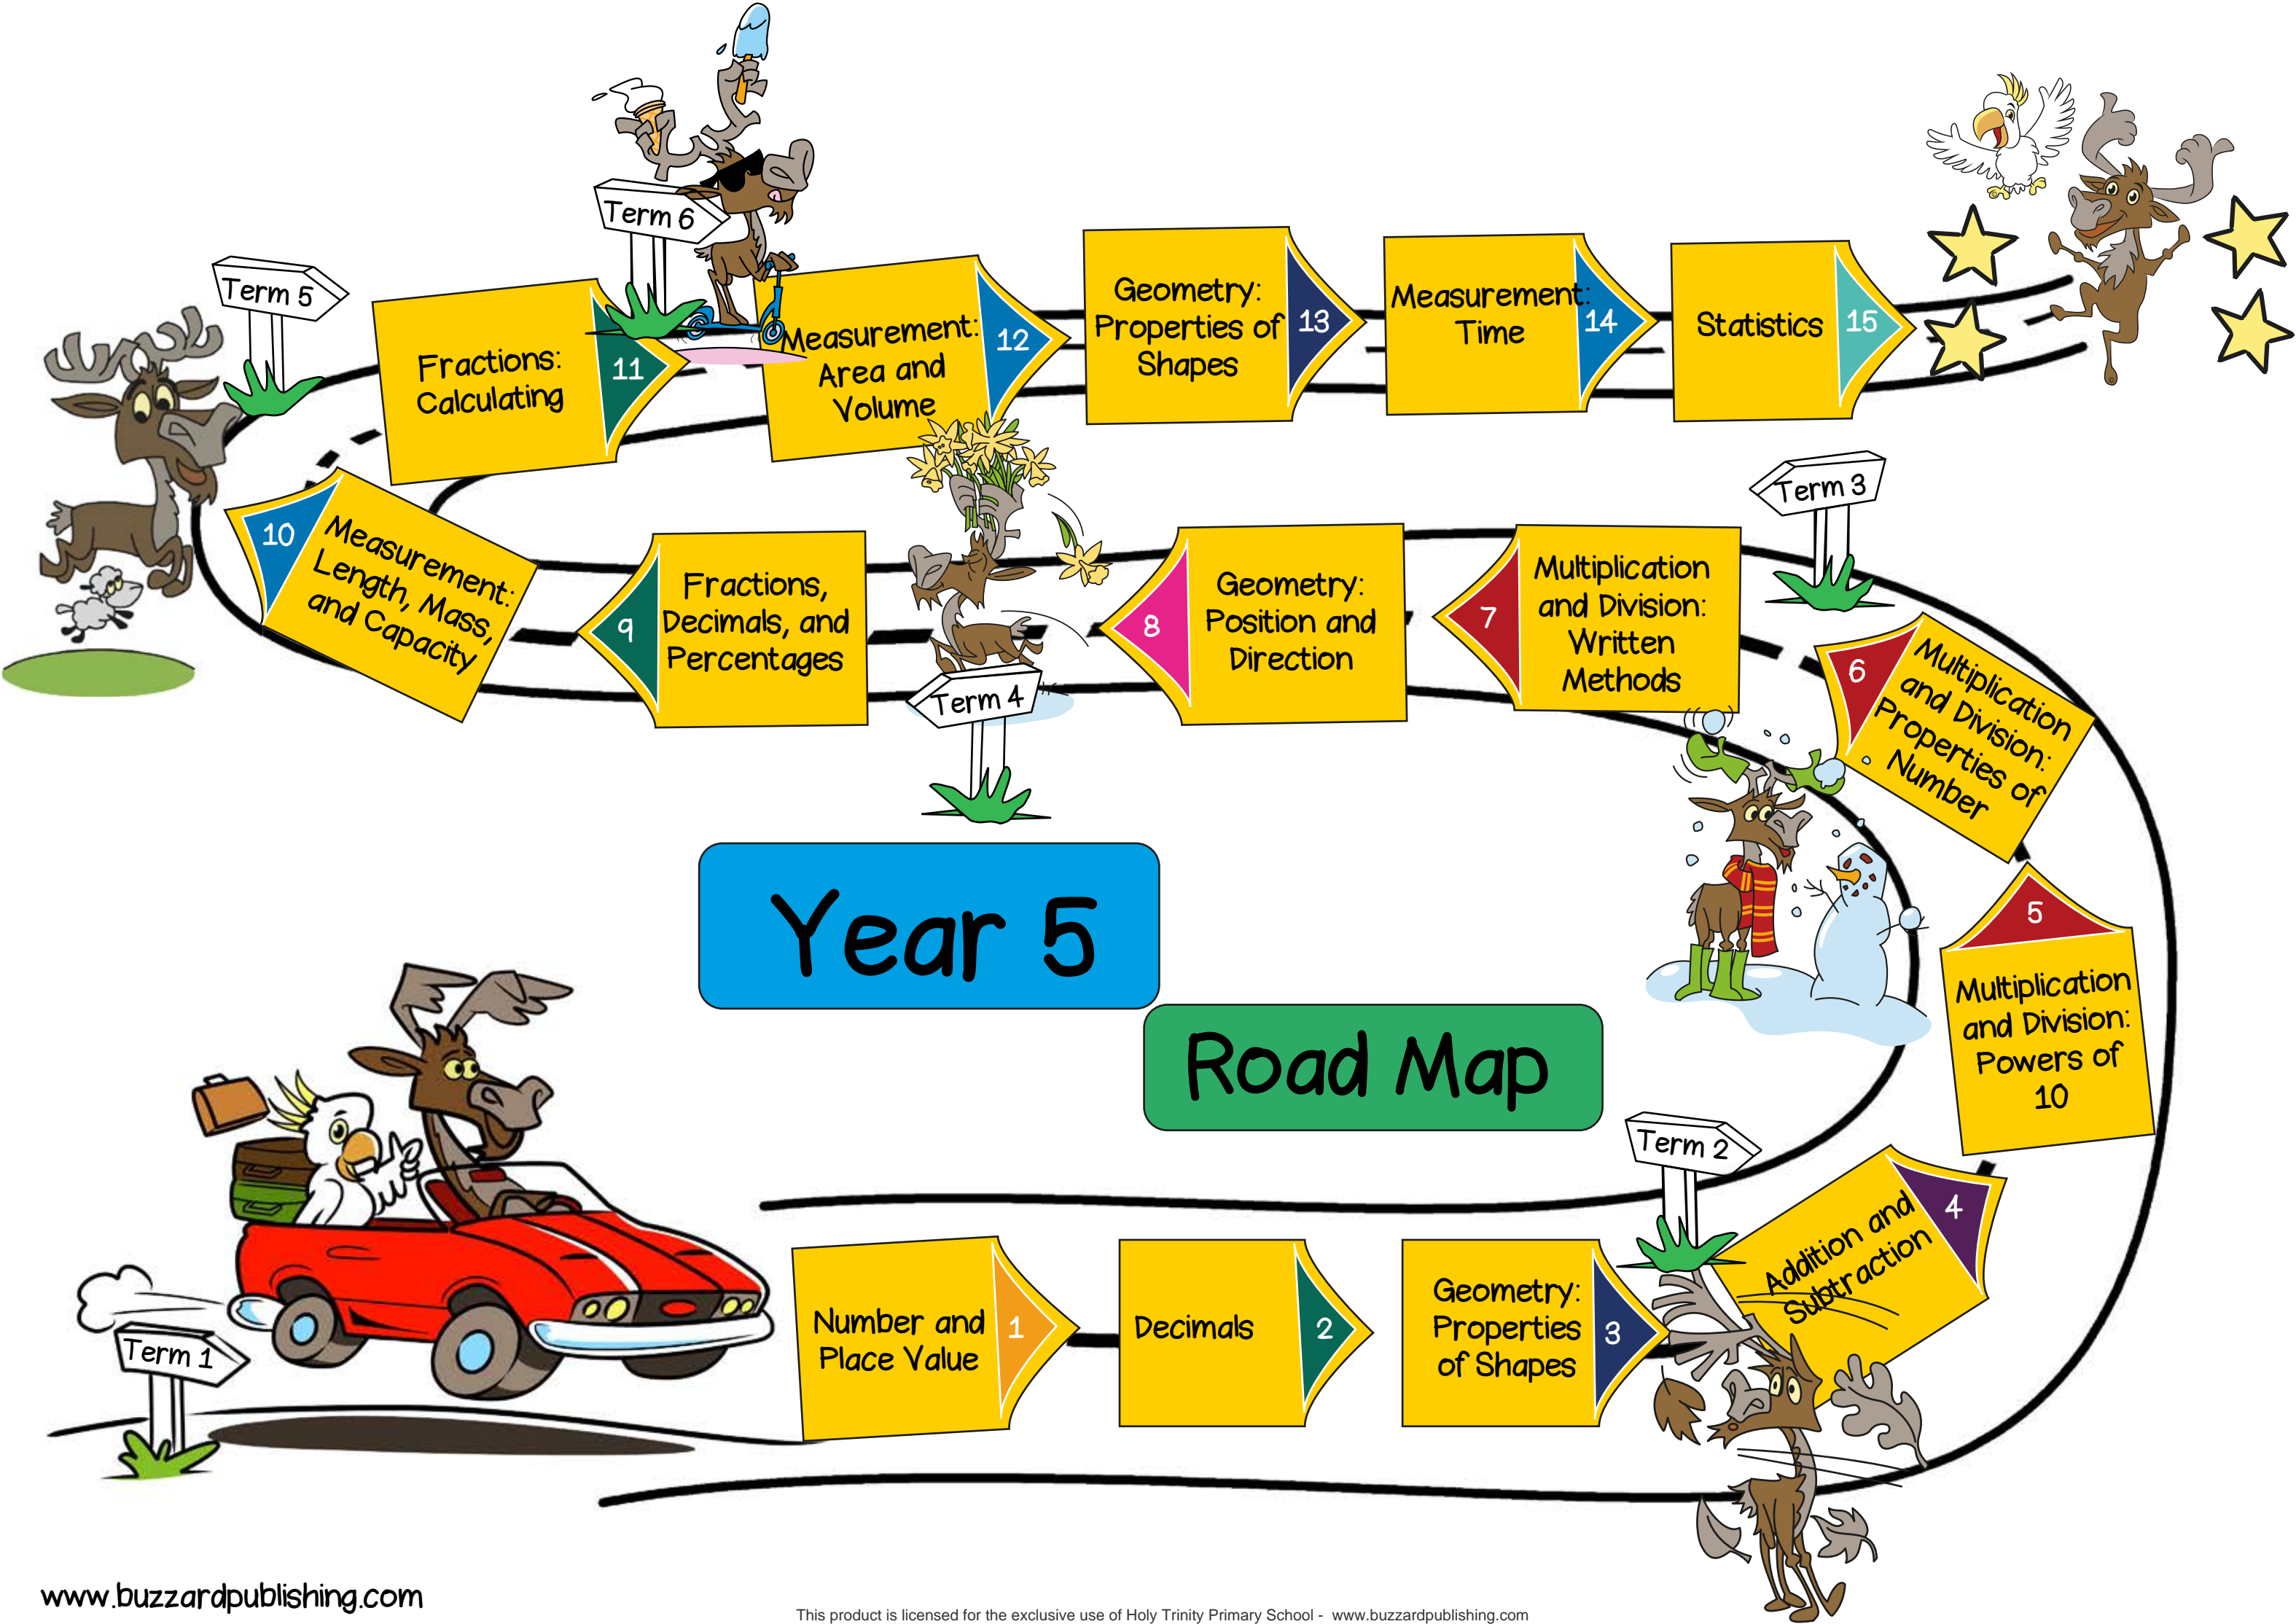 Year 5
Road Map
Term 1
Number and
Place Value
1
Decimals
2
Geometry:
Properties
of Shapes
3
Term 2
Addition and
Subtraction
4
Multiplication
and Division:
Powers of
10
5
Multiplication
and Division:
Properties of
Number
6
Term 3
Multiplication
and Division:
Written
Methods
7
Geometry:
Position and
Direction
8
Term 4
Fractions,
Decimals, and
Percentages
9
Measurement:
Length, Mass,
and Capacity
10
Term 5
Fractions:
Calculating
11
Term 6
Measurement:
Area and
Volume
12
Geometry:
Properties of
Shapes
13
Measurement:
Time
14
Statistics
15
www.buzzardpublishing.com
This product is licensed for the exclusive use of Holy Trinity Primary School - www.buzzardpublishing.com